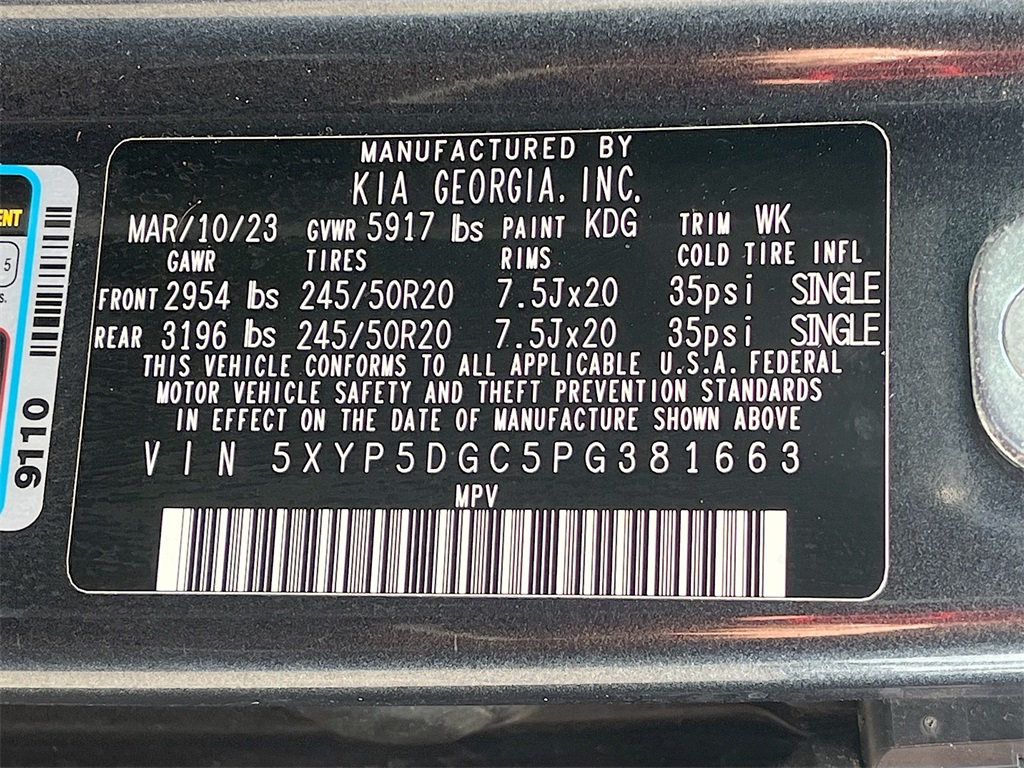 MANUFACTURED BY
KIA GEORGIA. INC.
MAR/10/23 GVWR 5917 lbs PAINT KDG TRIM WK
GAWR TIRES RIMS COLD TIRE INFL
FRONT 2954 lbs 245/50R20 7.5Jx20 35psi SINGLE
REAR 3196 lbs 245/50R20 7.5Jx20 35psi SINGLE
THIS VEHICLE CONFORMS TO ALL APPLICABLE U.S.A. FEDERAL
MOTOR VEHICLE SAFETY AND THEFT PREVENTION STANDARDS
IN EFFECT ON THE DATE OF MANUFACTURE SHOWN ABOVE
VIN 5XYP5DGC5PG381663
MPV
5
9110